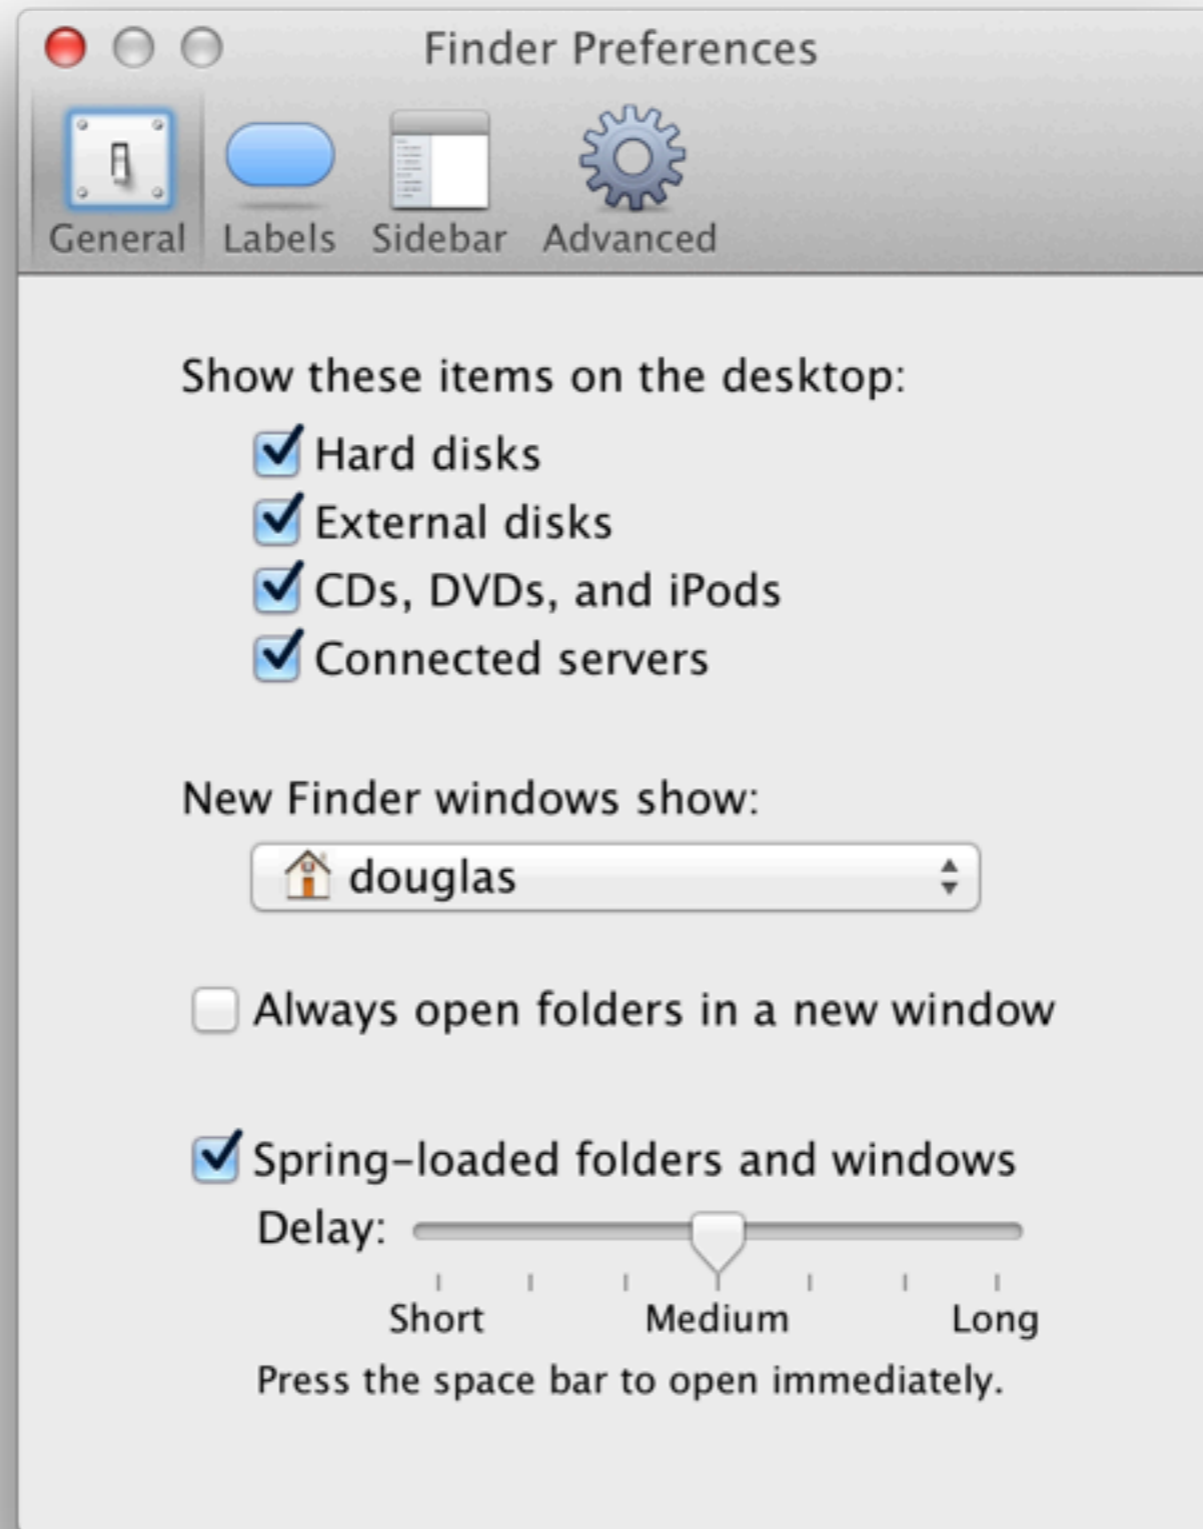 Finder Preferences
General Labels Sidebar Advanced
Show these items on the desktop:
Hard disks
External disks
CDs, DVDs, and iPods
Connected servers
New Finder windows show:
douglas
Always open folders in a new window
Spring-loaded folders and windows
Delay:
Short Medium Long
Press the space bar to open immediately.